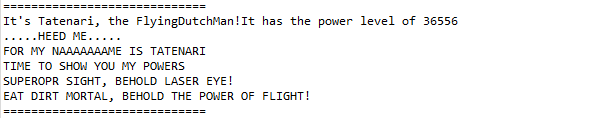 ==============================
It's Tatenari, the FlyingDutchMan!It has the power level of 36556
.....HEED ME.....
FOR MY NAAAAAAAME IS TATENARI
TIME TO SHOW YOU MY POWERS
SUPEROPR SIGHT, BEHOLD LASER EYE!
EAT DIRT MORTAL, BEHOLD THE POWER OF FLIGHT!
==============================